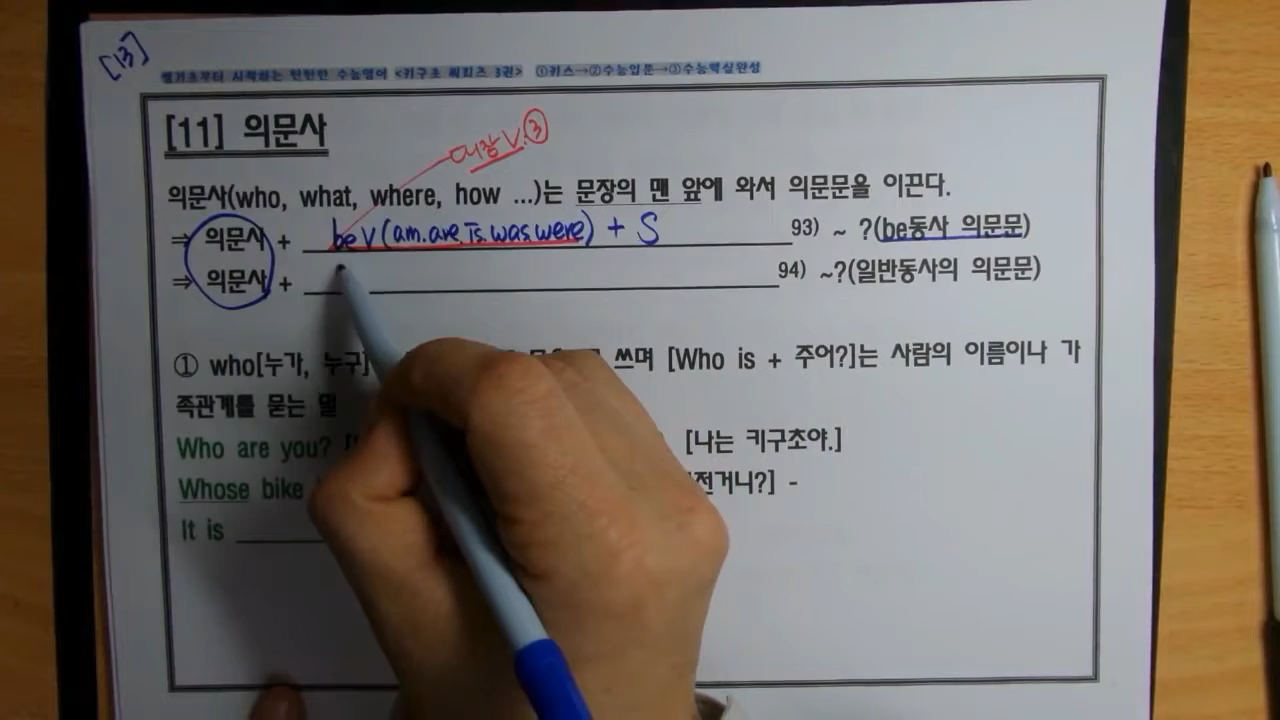 [13]
별기초부터 시작하는 탄탄한 수능영어 <키구조 씨리즈 3권> ①키스→②수능입문→③수능핵심완성
[11] 의문사
시장 V. ③
의문사(who, what, where, how ...)는 문장의 맨 앞에 와서 의문문을 이끈다.
⇒ 의문사 + be V (am.are.is.was.were) + S 93) ~ ?(be동사 의문문)
⇒ 의문사 + 94) ~?(일반동사의 의문문)
① who[누가, 누구] 쓰며 [Who is + 주어?]는 사람의 이름이나 가
족관계를 묻는 말
Who are you? [나는 키구초야.]
Whose bike 전거니?] -
It is